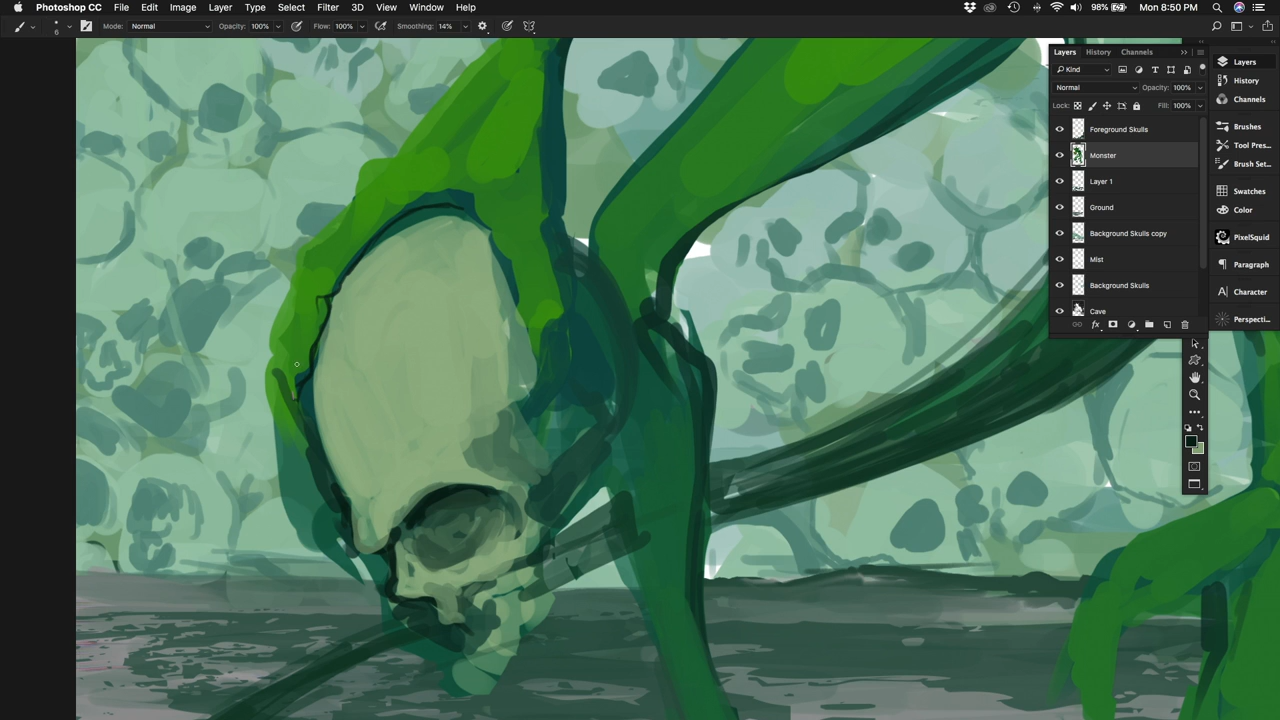 Photoshop CC File Edit Image Layer Type Select Filter 3D View Window Help 98% Mon 8:50 PM
6 Mode: Normal Opacity: 100% Flow: 100% Smoothing: 14%
Layers History Channels
Kind
Normal Opacity: 100%
Lock: Fill: 100%
Foreground Skulls
Monster
Layer 1
Ground
Background Skulls copy
Mist
Background Skulls
Cave
fx
Layers
History
Channels
Brushes
Tool Pres...
Brush Set...
Swatches
Color
PixelSquid
Paragraph
Character
Perspecti...